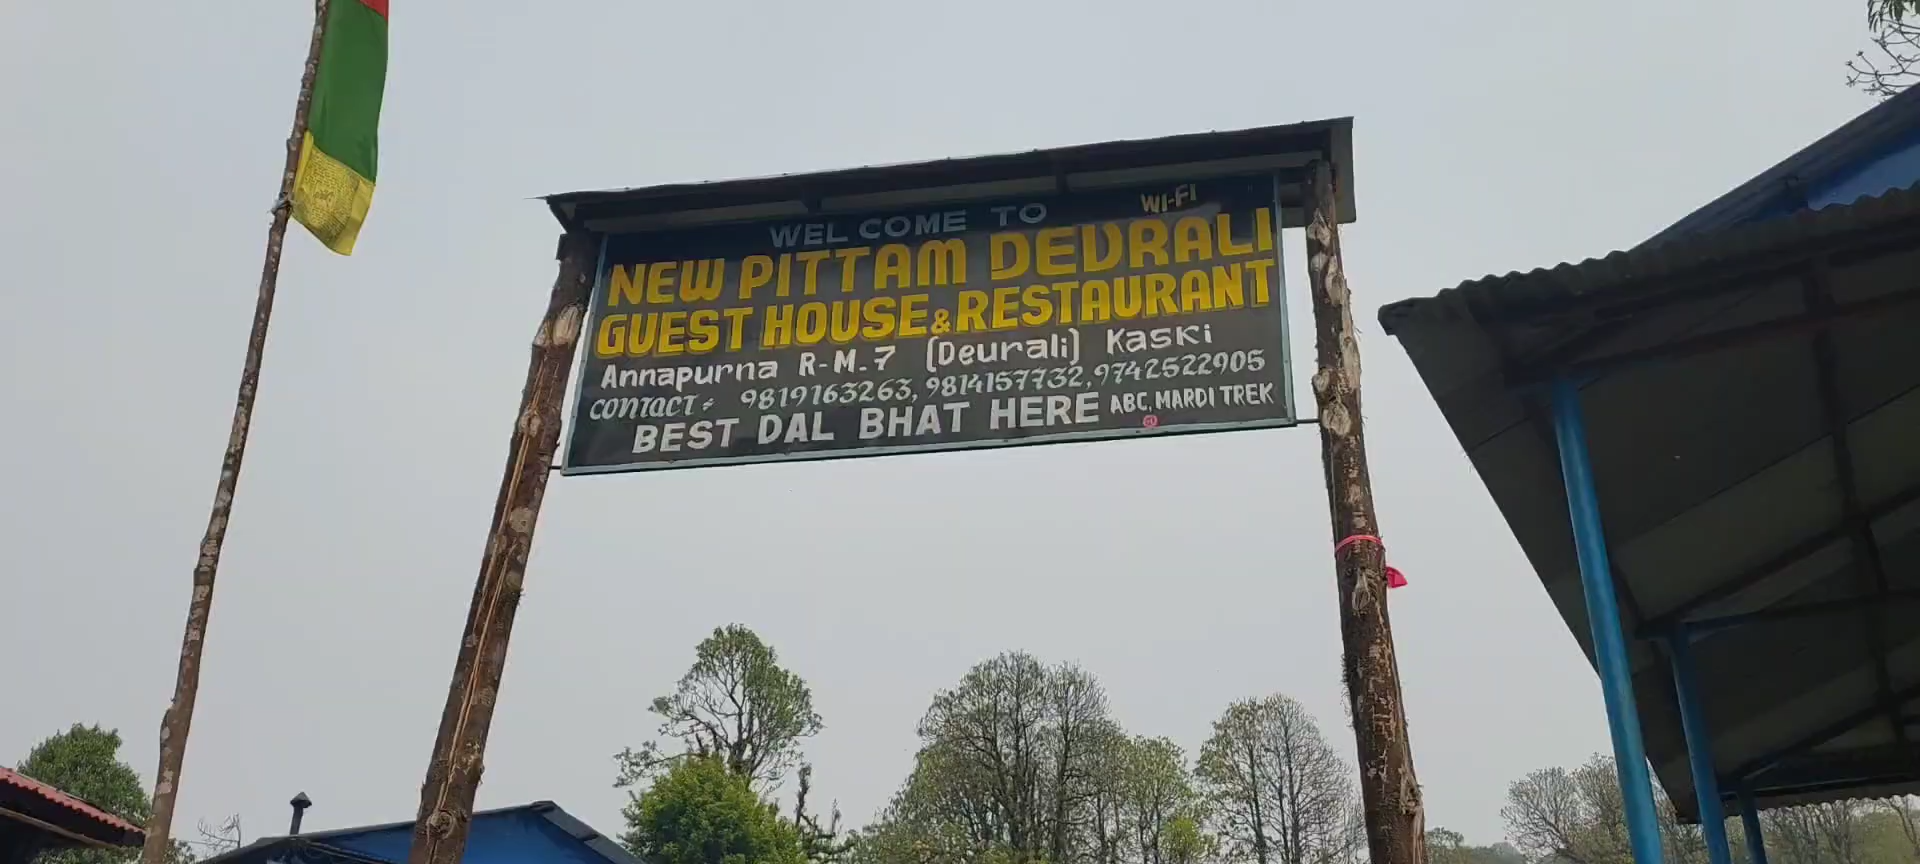 WEL COME TO WI-FI
NEW PITTAM DEVRALI
GUEST HOUSE & RESTAURANT
Annapurna R-M.7 (Deurali) Kaski
CONTACT: 9819163263, 9814157732, 9742522905
BEST DAL BHAT HERE ABC, MARDI TREK